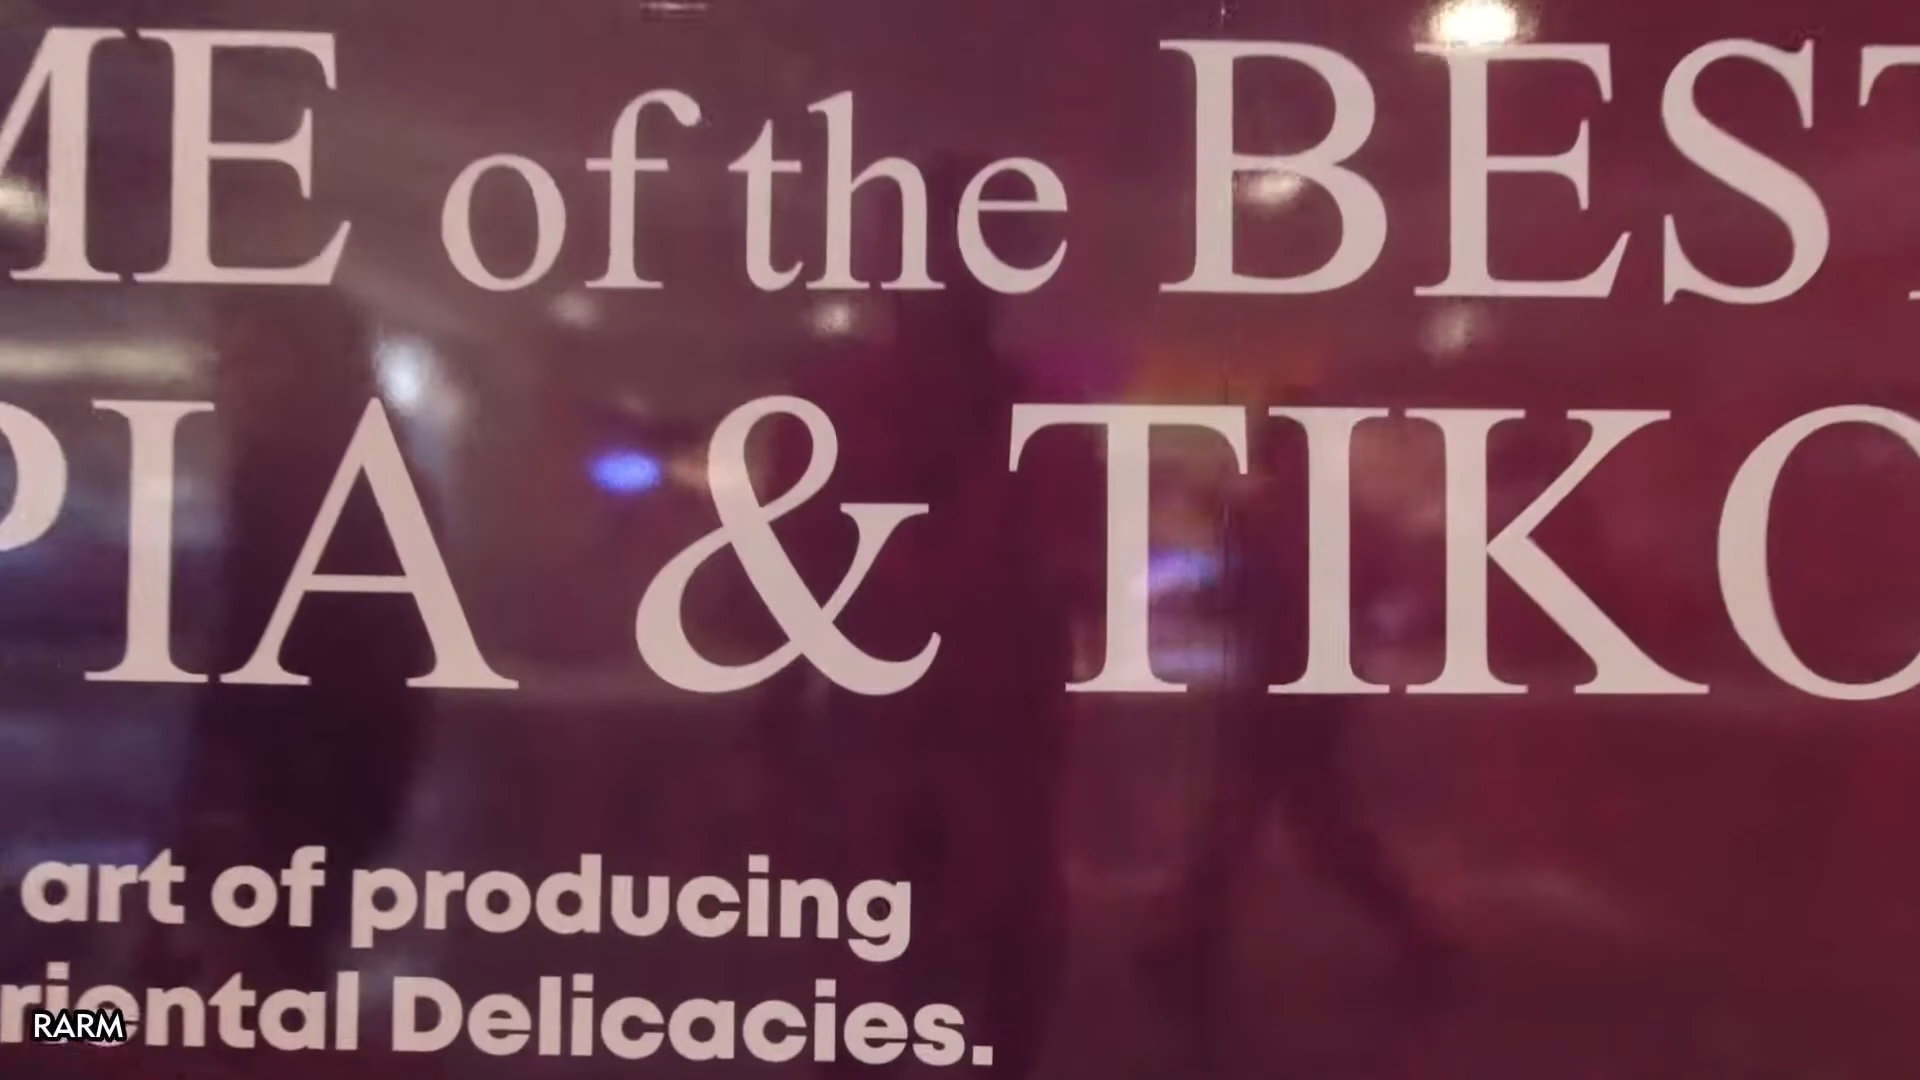 ME of the BEST
PIA & TIKO
art of producing
riental Delicacies.
RARM